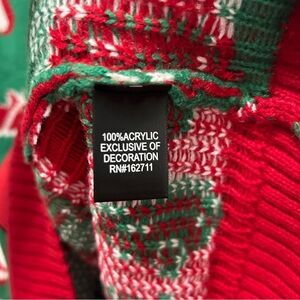 100%ACRYLIC
EXCLUSIVE OF
DECORATION
RN#162711